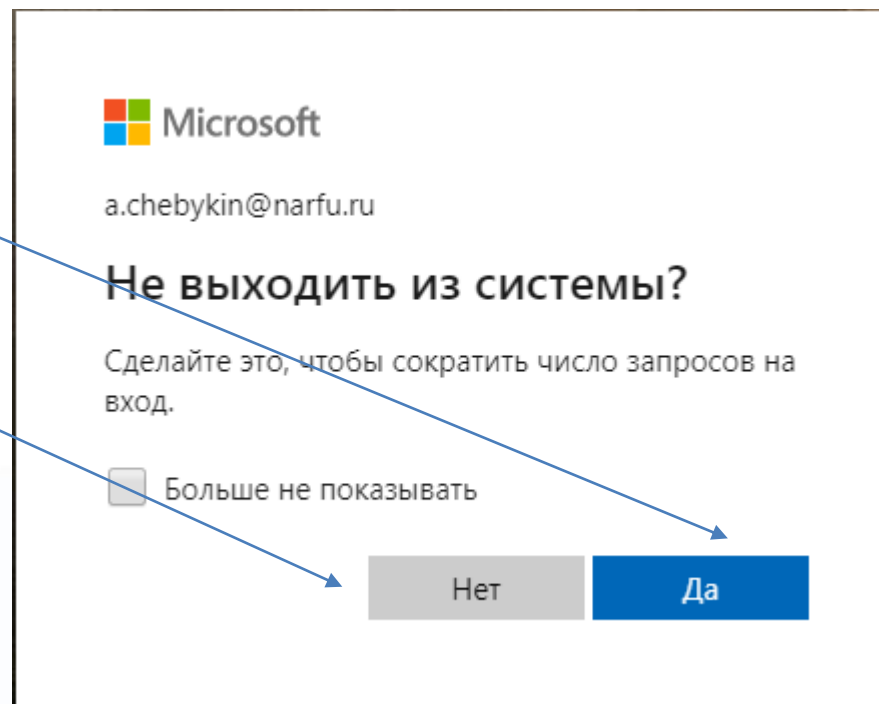 Microsoft
a.chebykin@narfu.ru
Не выходить из системы?
Сделайте это, чтобы сократить число запросов на
вход.
Больше не показывать
Нет
Да